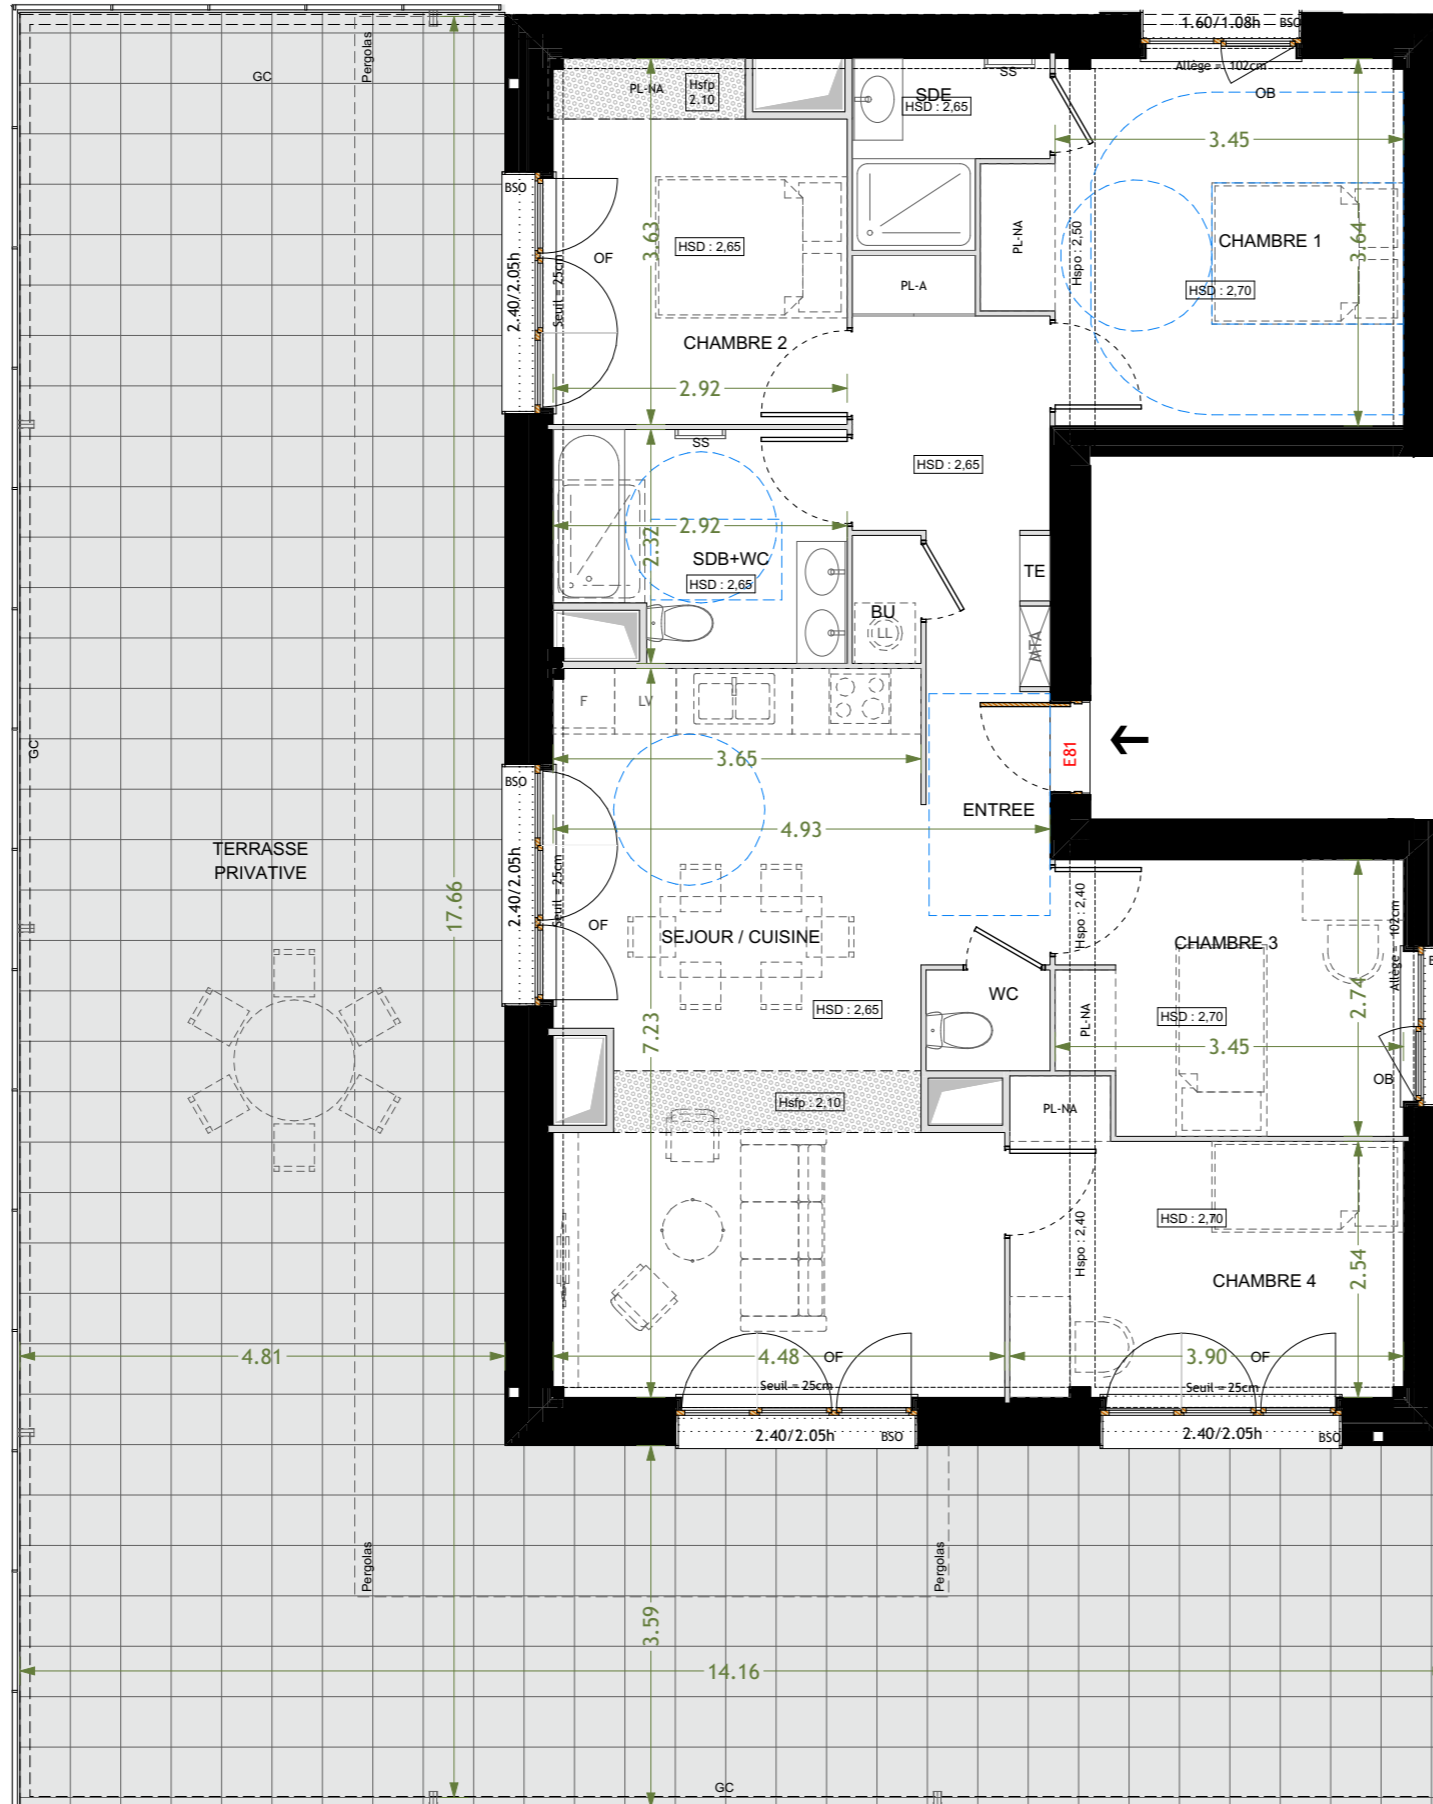 1.60/1.08h BSO
Allège = 102cm
GC
Pergolas
PL-NA
Hsfp
2.10
SDE
SS
HSD : 2,65
OB
3.45
BSO
2.40/2.05h
Seuil = 25cm
OF
3.63
HSD : 2,65
CHAMBRE 2
2.92
PL-NA
PL-A
Hspo : 2,50
CHAMBRE 1
HSD : 2,70
3.64
SS
HSD : 2,65
2.92
2.32
SDB+WC
HSD : 2,65
BU
LL
TE
MTA
F
LV
3.65
E81
ENTREE
4.93
GC
TERRASSE
PRIVATIVE
17.66
BSO
2.40/2.05h
Seuil = 25cm
OF
SEJOUR / CUISINE
HSD : 2,65
7.23
WC
Hspo : 2,40
CHAMBRE 3
Allège = 102cm
HSD : 2,70
2.74
3.45
PL-NA
OB
Hsfp : 2,10
PL-NA
HSD : 2,70
Hspo : 2,40
CHAMBRE 4
2.54
4.81
4.48
OF
Seuil = 25cm
3.90
OF
Seuil = 25cm
2.40/2.05h BSO
2.40/2.05h BSO
Pergolas
Pergolas
3.59
14.16
GC